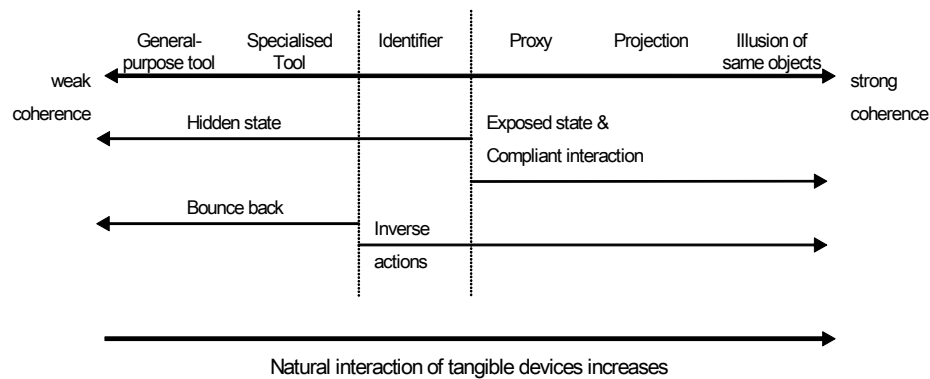 General-
purpose tool
Specialised
Tool
Identifier
Proxy
Projection
Illusion of
same objects
weak
coherence
strong
coherence
Hidden state
Exposed state &
Compliant interaction
Bounce back
Inverse
actions
Natural interaction of tangible devices increases